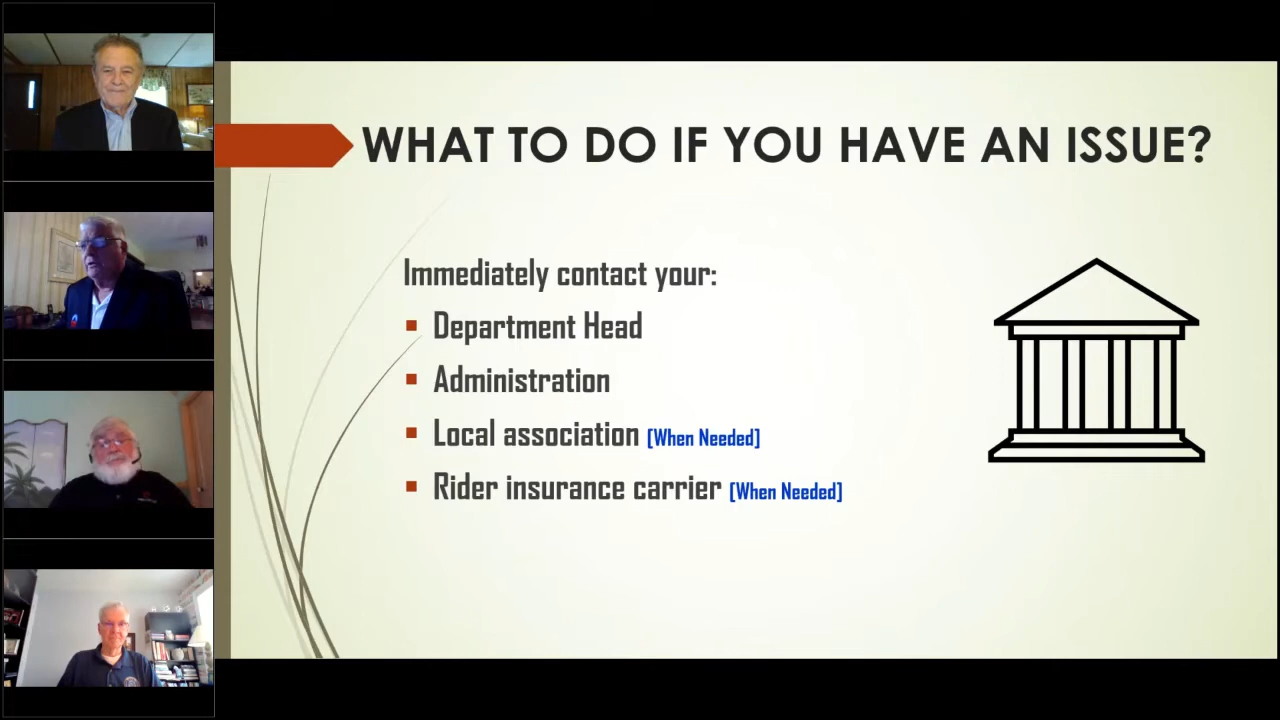 WHAT TO DO IF YOU HAVE AN ISSUE?
Immediately contact your:
Department Head
Administration
Local association [When Needed]
Rider insurance carrier [When Needed]